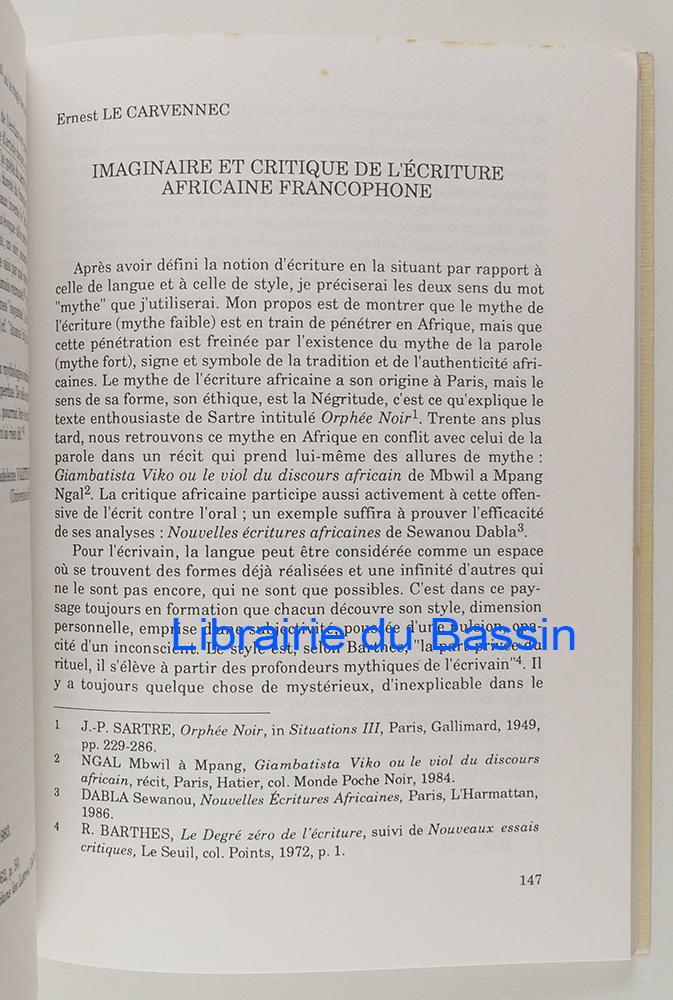 Ernest LE CARVENNEC
IMAGINAIRE ET CRITIQUE DE L'ÉCRITURE
AFRICAINE FRANCOPHONE
Après avoir défini la notion d'écriture en la situant par rapport à
celle de langue et à celle de style, je préciserai les deux sens du mot
"mythe" que j'utiliserai. Mon propos est de montrer que le mythe de
l'écriture (mythe faible) est en train de pénétrer en Afrique, mais que
cette pénétration est freinée par l'existence du mythe de la parole
(mythe fort), signe et symbole de la tradition et de l'authenticité afri-
caines. Le mythe de l'écriture africaine a son origine à Paris, mais le
sens de sa forme, son éthique, est la Négritude, c'est ce qu'explique le
texte enthousiaste de Sartre intitulé Orphée Noir1. Trente ans plus
tard, nous retrouvons ce mythe en Afrique en conflit avec celui de la
parole dans un récit qui prend lui-même des allures de mythe :
Giambatista Viko ou le viol du discours africain de Mbwil a Mpang
Ngal2. La critique africaine participe aussi activement à cette offen-
sive de l'écrit contre l'oral ; un exemple suffira à prouver l'efficacité
de ses analyses : Nouvelles écritures africaines de Sewanou Dabla3.
Pour l'écrivain, la langue peut être considérée comme un espace
où se trouvent des formes déjà réalisées et une infinité d'autres qui
ne le sont pas encore, qui ne sont que possibles. C'est dans ce pay-
sage toujours en formation que chacun découvre son style, dimension
personnelle, emprise d'une subjectivité, poussée d'une pulsion, opa-
cité d'un inconscient. Le style est, selon Barthes, "la part privée du
rituel, il s'élève à partir des profondeurs mythiques de l'écrivain"4. Il
y a toujours quelque chose de mystérieux, d'inexplicable dans le
Librairie du Bassin
1 J.-P. SARTRE, Orphée Noir, in Situations III, Paris, Gallimard, 1949,
pp. 229-286.
2 NGAL Mbwil à Mpang, Giambatista Viko ou le viol du discours
africain, récit, Paris, Hatier, col. Monde Poche Noir, 1984.
3 DABLA Sewanou, Nouvelles Écritures Africaines, Paris, L'Harmattan,
1986.
4 R. BARTHES, Le Degré zéro de l'écriture, suivi de Nouveaux essais
critiques, Le Seuil, col. Points, 1972, p. 1.
147